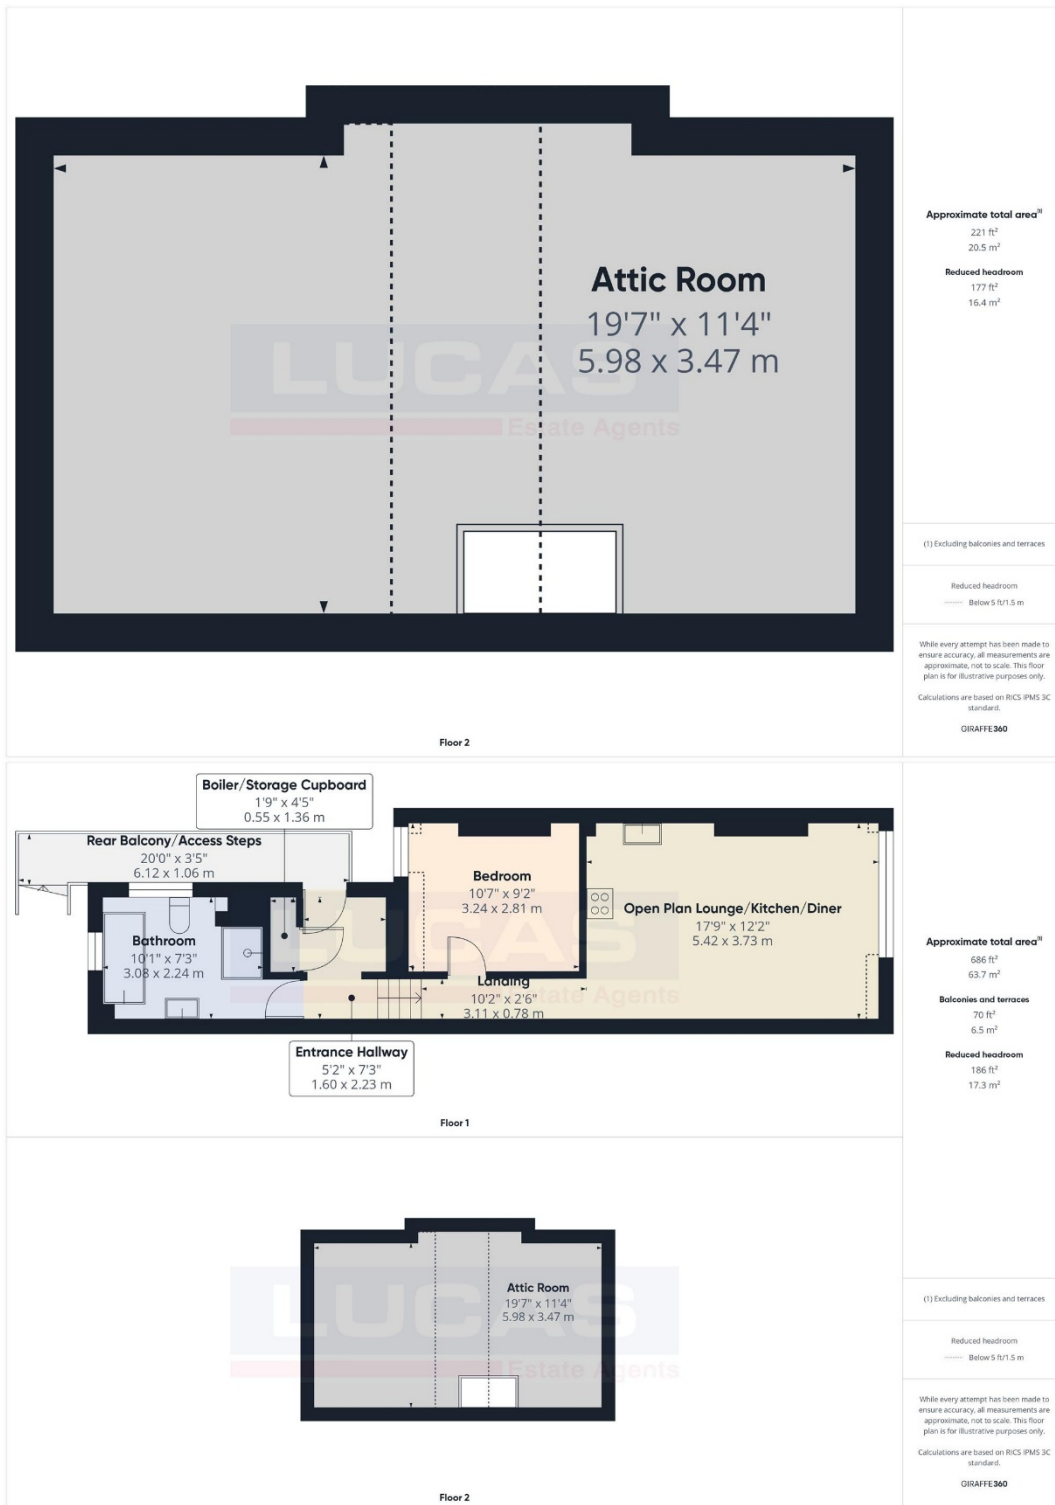 Attic Room
19'7" x 11'4"
5.98 x 3.47 m
LUCAS
Estate Agents
Floor 2
Approximate total area⁽¹⁾
221 ft²
20.5 m²
Reduced headroom
177 ft²
16.4 m²
(1) Excluding balconies and terraces
Reduced headroom
Below 5 ft/1.5 m
While every attempt has been made to
ensure accuracy, all measurements are
approximate, not to scale. This floor
plan is for illustrative purposes only.
Calculations are based on RICS IPMS 3C
standard.
GIRAFFE360
Boiler/Storage Cupboard
1'9" x 4'5"
0.55 x 1.36 m
Rear Balcony/Access Steps
20'0" x 3'5"
6.12 x 1.06 m
Bedroom
10'7" x 9'2"
3.24 x 2.81 m
Open Plan Lounge/Kitchen/Diner
17'9" x 12'2"
5.42 x 3.73 m
Bathroom
10'1" x 7'3"
3.08 x 2.24 m
Landing
10'2" x 2'6"
3.11 x 0.78 m
Entrance Hallway
5'2" x 7'3"
1.60 x 2.23 m
LUCAS
Estate Agents
Floor 1
Approximate total area⁽¹⁾
686 ft²
63.7 m²
Balconies and terraces
70 ft²
6.5 m²
Reduced headroom
186 ft²
17.3 m²
Attic Room
19'7" x 11'4"
5.98 x 3.47 m
LUCAS
Estate Agents
Floor 2
(1) Excluding balconies and terraces
Reduced headroom
Below 5 ft/1.5 m
While every attempt has been made to
ensure accuracy, all measurements are
approximate, not to scale. This floor
plan is for illustrative purposes only.
Calculations are based on RICS IPMS 3C
standard.
GIRAFFE360